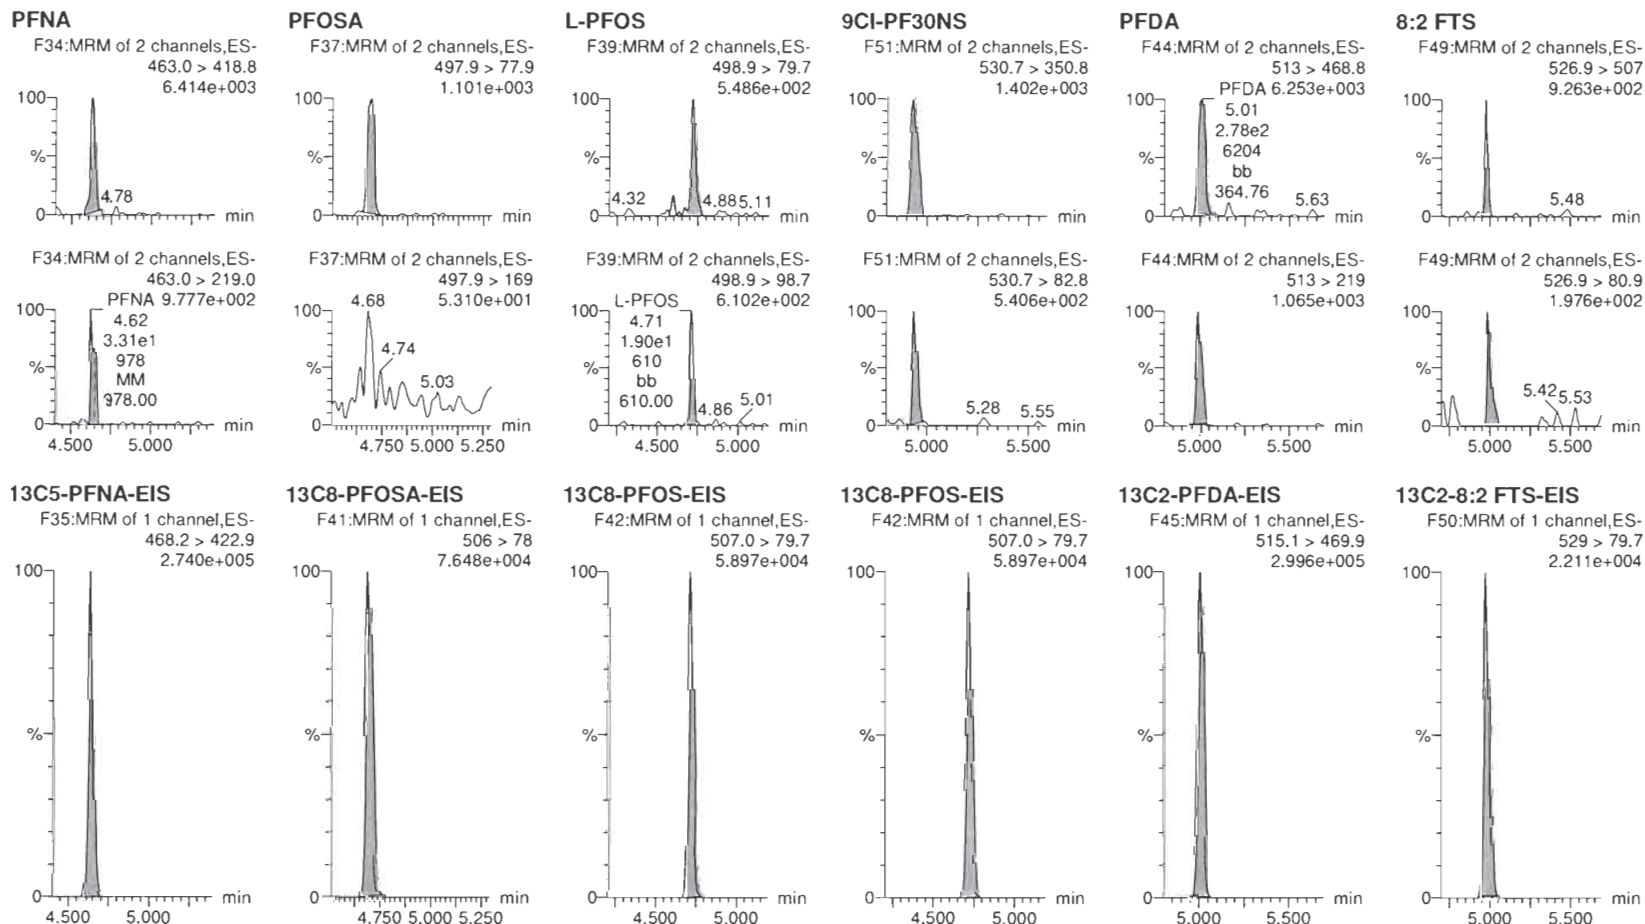 PFNA
F34:MRM of 2 channels,ES-
463.0 > 418.8
6.414e+003
100
%
4.78
0
min
PFOSA
F37:MRM of 2 channels,ES-
497.9 > 77.9
1.101e+003
100
%
0
min
L-PFOS
F39:MRM of 2 channels,ES-
498.9 > 79.7
5.486e+002
100
%
4.32
4.88
5.11
0
min
9Cl-PF30NS
F51:MRM of 2 channels,ES-
530.7 > 350.8
1.402e+003
100
%
0
min
PFDA
F44:MRM of 2 channels,ES-
513 > 468.8
PFDA 6.253e+003
100
5.01
2.78e2
6204
%
bb
364.76
5.63
0
min
8:2 FTS
F49:MRM of 2 channels,ES-
526.9 > 507
9.263e+002
100
%
5.48
0
min
F34:MRM of 2 channels,ES-
463.0 > 219.0
PFNA 9.777e+002
100
4.62
3.31e1
978
%
MM
978.00
0
min
4.500 5.000
F37:MRM of 2 channels,ES-
497.9 > 169
5.310e+001
4.68
100
4.74
%
5.03
0
min
4.750 5.000 5.250
F39:MRM of 2 channels,ES-
498.9 > 98.7
L-PFOS 6.102e+002
100
4.71
1.90e1
610
%
bb
610.00
4.86
5.01
0
min
4.500 5.000
F51:MRM of 2 channels,ES-
530.7 > 82.8
5.406e+002
100
%
5.28
5.55
0
min
5.000 5.500
F44:MRM of 2 channels,ES-
513 > 219
1.065e+003
100
%
0
min
5.000 5.500
F49:MRM of 2 channels,ES-
526.9 > 80.9
1.976e+002
100
%
5.42
5.53
0
min
5.000 5.500
13C5-PFNA-EIS
F35:MRM of 1 channel,ES-
468.2 > 422.9
2.740e+005
100
%
0
min
4.500 5.000
13C8-PFOSA-EIS
F41:MRM of 1 channel,ES-
506 > 78
7.648e+004
100
%
0
min
4.750 5.000 5.250
13C8-PFOS-EIS
F42:MRM of 1 channel,ES-
507.0 > 79.7
5.897e+004
100
%
0
min
4.500 5.000
13C8-PFOS-EIS
F42:MRM of 1 channel,ES-
507.0 > 79.7
5.897e+004
100
%
0
min
4.500 5.000
13C2-PFDA-EIS
F45:MRM of 1 channel,ES-
515.1 > 469.9
2.996e+005
100
%
0
min
5.000 5.500
13C2-8:2 FTS-EIS
F50:MRM of 1 channel,ES-
529 > 79.7
2.211e+004
100
%
0
min
5.000 5.500